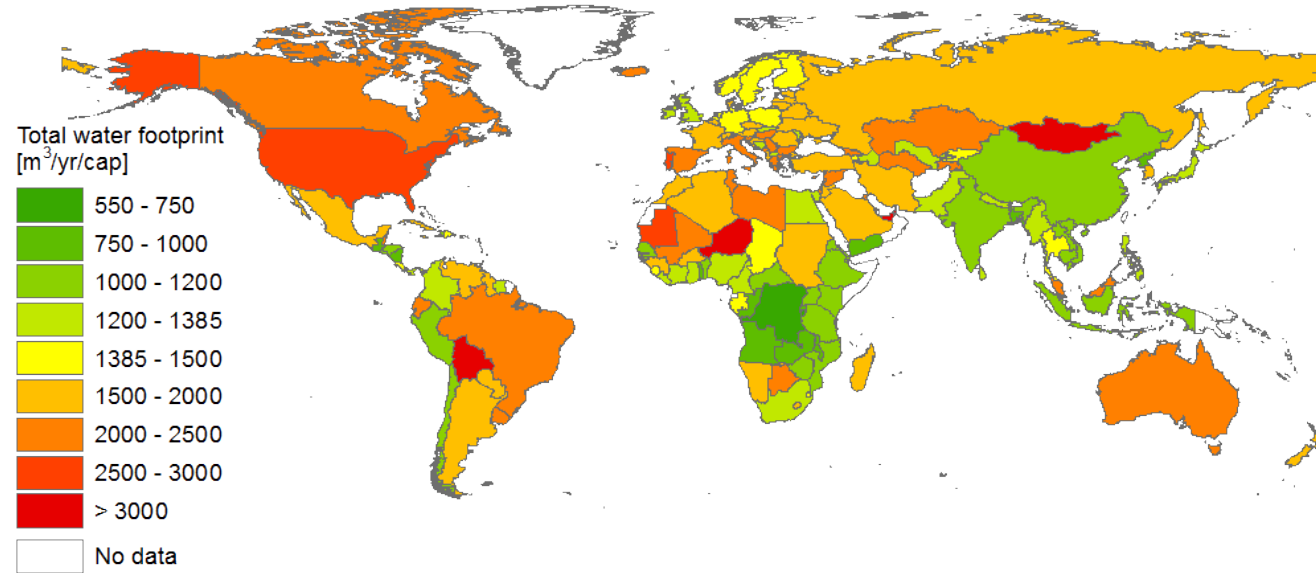 Total water footprint
[m³/yr/cap]
550 - 750
750 - 1000
1000 - 1200
1200 - 1385
1385 - 1500
1500 - 2000
2000 - 2500
2500 - 3000
> 3000
No data